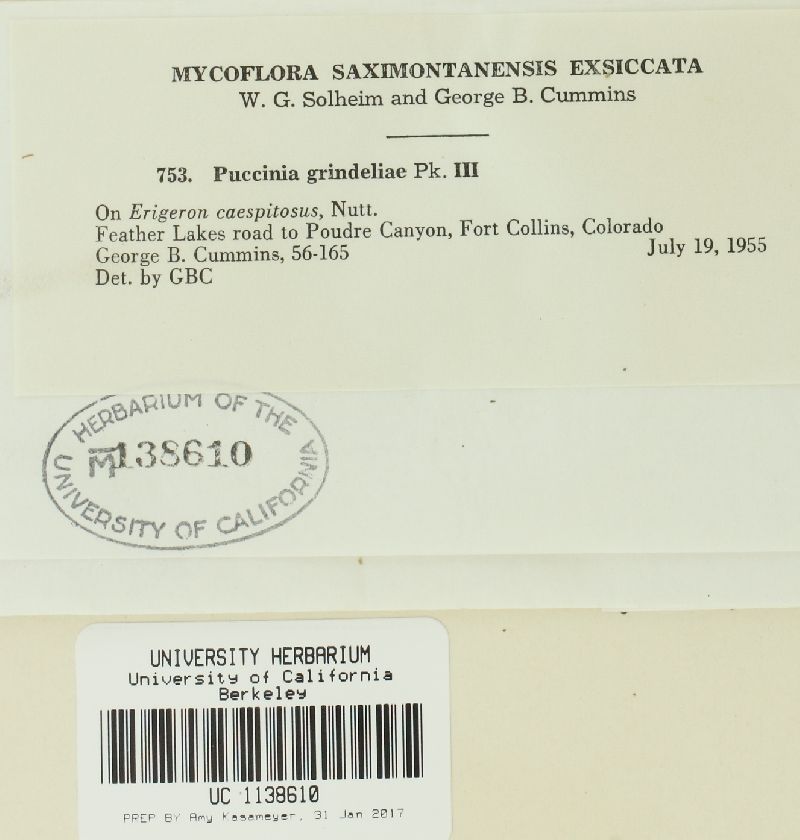 MYCOFLORA SAXIMONTANENSIS EXSICCATA
W. G. Solheim and George B. Cummins
753. Puccinia grindeliae Pk. III
On Erigeron caespitosus, Nutt.
Feather Lakes road to Poudre Canyon, Fort Collins, Colorado
George B. Cummins, 56-165 July 19, 1955
Det. by GBC
HERBARIUM OF THE
M138610
UNIVERSITY OF CALIFORNIA
UNIVERSITY HERBARIUM
University of California
Berkeley
UC 1138610
PREP BY Amy Kasameyer, 31 Jan 2017